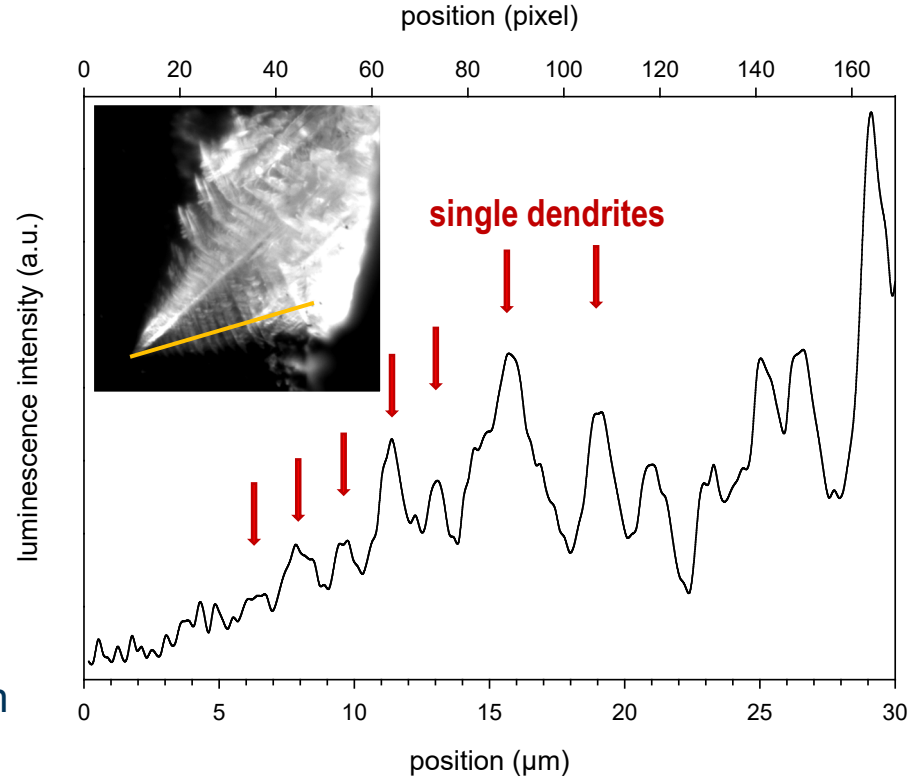 position (pixel)
0 20 40 60 80 100 120 140 160
single dendrites
luminescence intensity (a.u.)
n
0 5 10 15 20 25 30
position (µm)